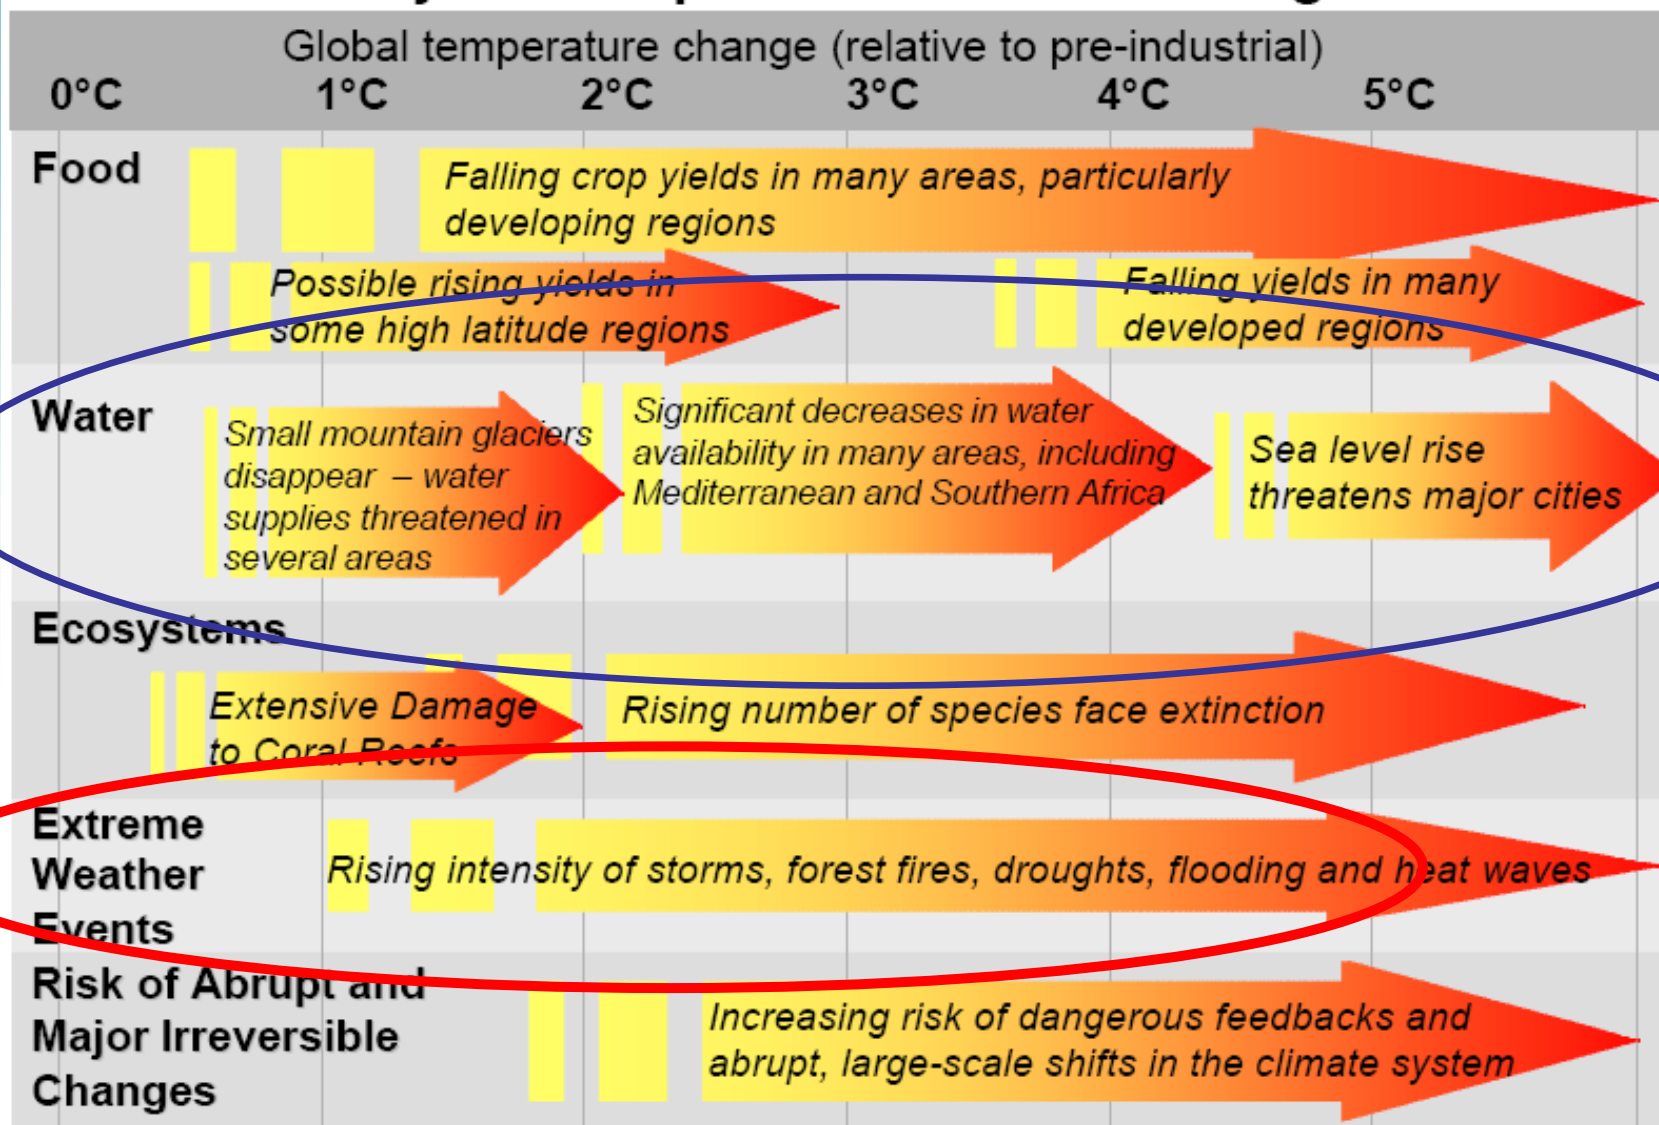 Global temperature change (relative to pre-industrial)
0°C 1°C 2°C 3°C 4°C 5°C
Food
Falling crop yields in many areas, particularly
developing regions
Possible rising yields in
some high latitude regions
Falling yields in many
developed regions
Water
Small mountain glaciers
disappear – water
supplies threatened in
several areas
Significant decreases in water
availability in many areas, including
Mediterranean and Southern Africa
Sea level rise
threatens major cities
Ecosystems
Extensive Damage
to Coral Reefs
Rising number of species face extinction
Extreme
Weather
Events
Rising intensity of storms, forest fires, droughts, flooding and heat waves
Risk of Abrupt and
Major Irreversible
Changes
Increasing risk of dangerous feedbacks and
abrupt, large-scale shifts in the climate system